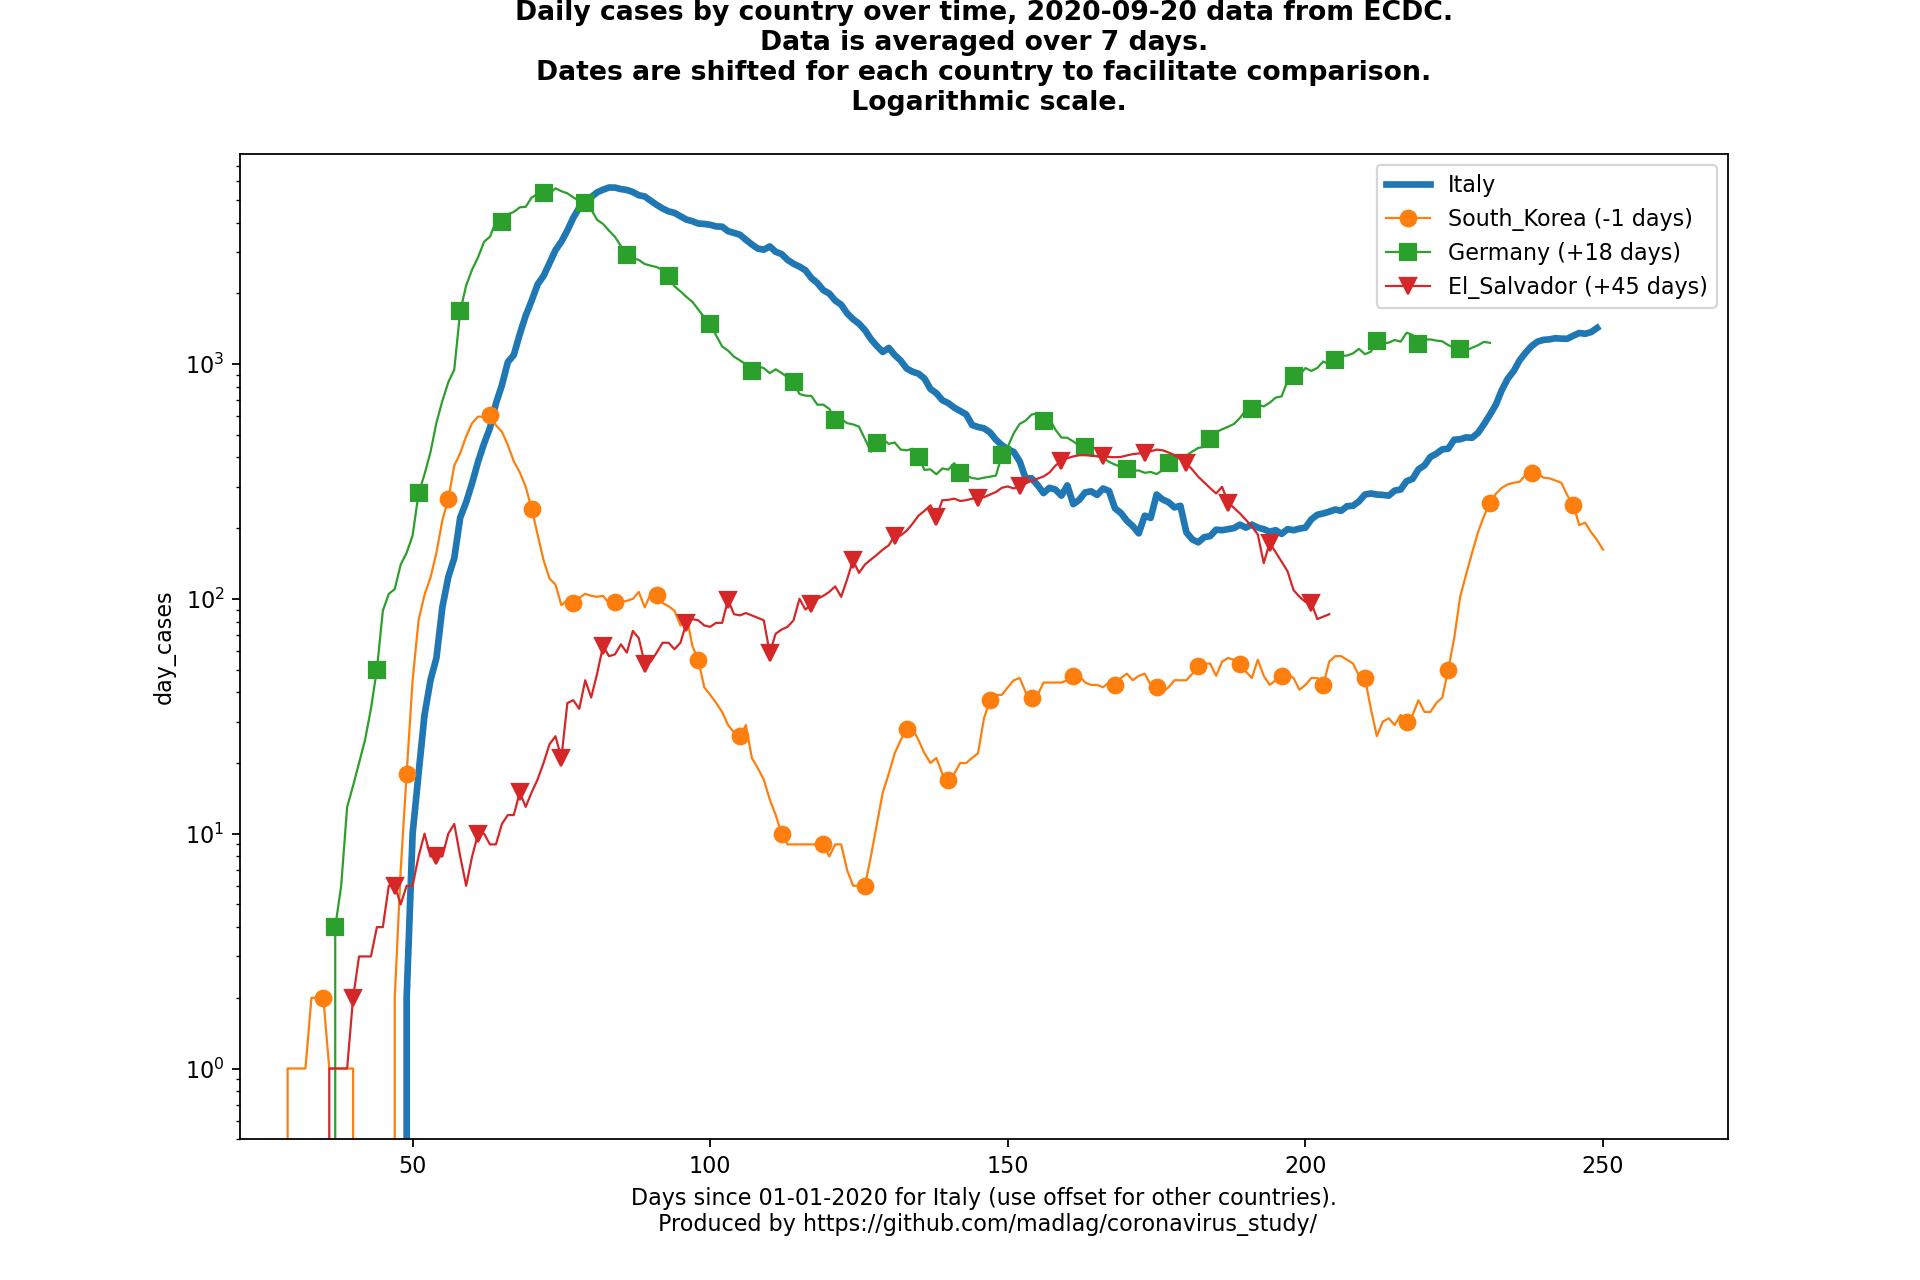 Daily cases by country over time, 2020-09-20 data from ECDC.
Data is averaged over 7 days.
Dates are shifted for each country to facilitate comparison.
Logarithmic scale.
Italy
South_Korea (-1 days)
Germany (+18 days)
El_Salvador (+45 days)
10³
10²
10¹
10⁰
day_cases
50 100 150 200 250
Days since 01-01-2020 for Italy (use offset for other countries).
Produced by https://github.com/madlag/coronavirus_study/